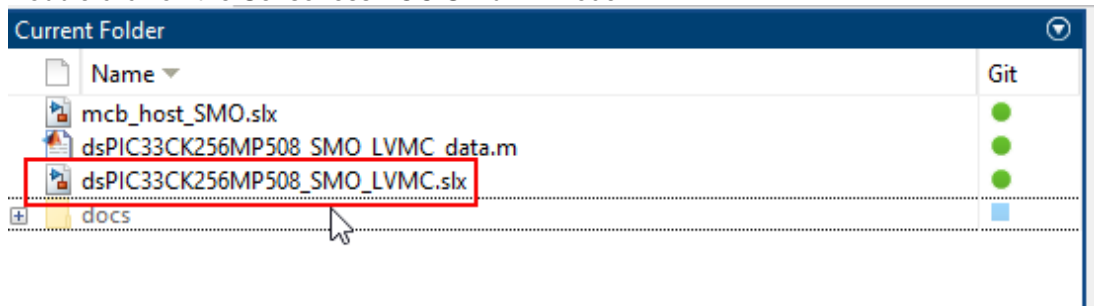 Current Folder
Name Git
mcb_host_SMO.slx
dsPIC33CK256MP508_SMO_LVMC_data.m
dsPIC33CK256MP508_SMO_LVMC.slx
docs